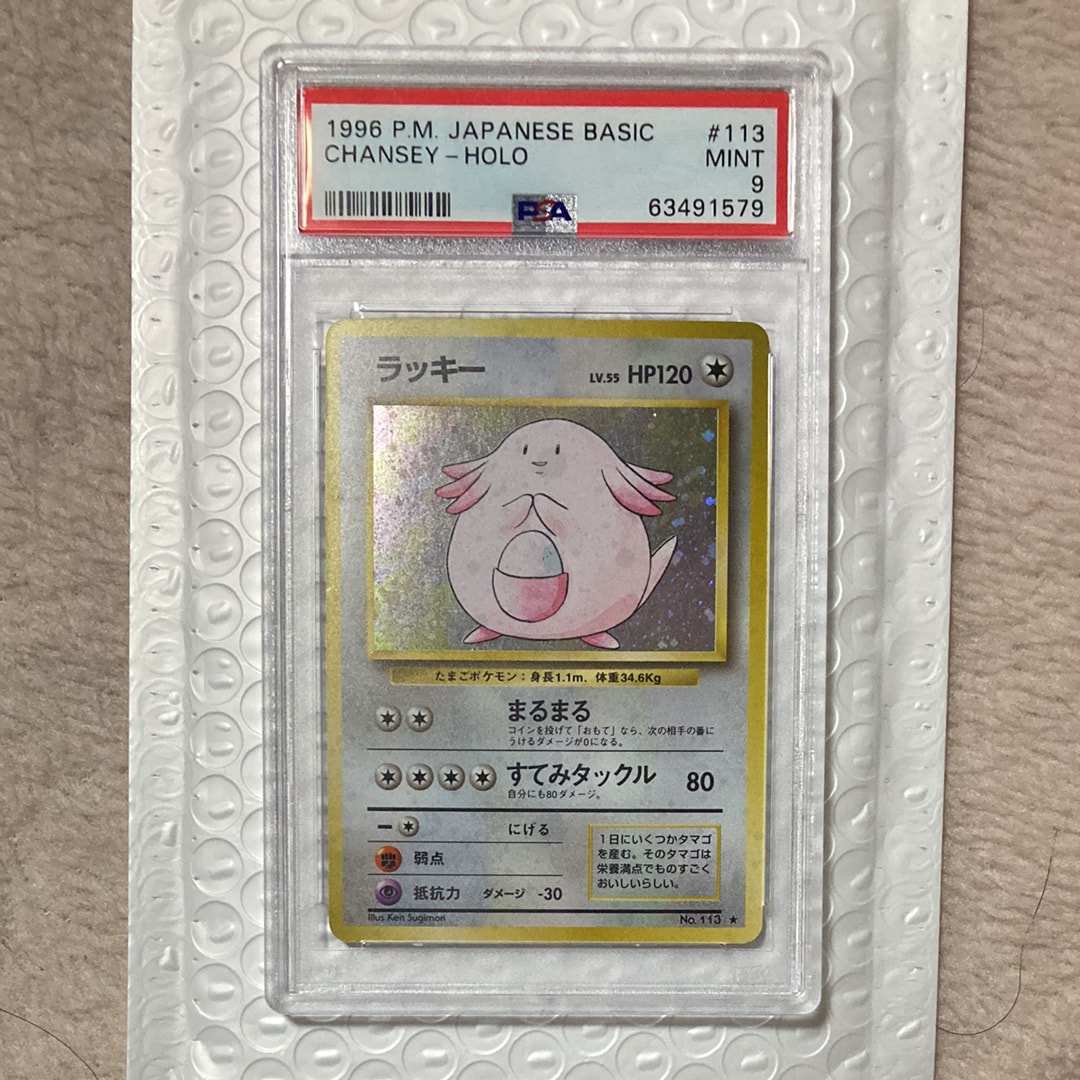 1996 P.M. JAPANESE BASIC #113
CHANSEY - HOLO MINT
9
PSA 63491579
ラッキー LV.55 HP120
たまごポケモン：身長1.1m、体重34.6Kg
まるまる
コインを投げて「おもて」なら、次の相手の番に
うけるダメージが0になる。
すてみタックル 80
自分にも80ダメージ。
ー にげる
弱点
抵抗力 ダメージ -30
1日にいくつかタマゴ
を産む。そのタマゴは
栄養満点でものすごく
おいしいらしい。
Illus. Ken Sugimori No. 113 ★